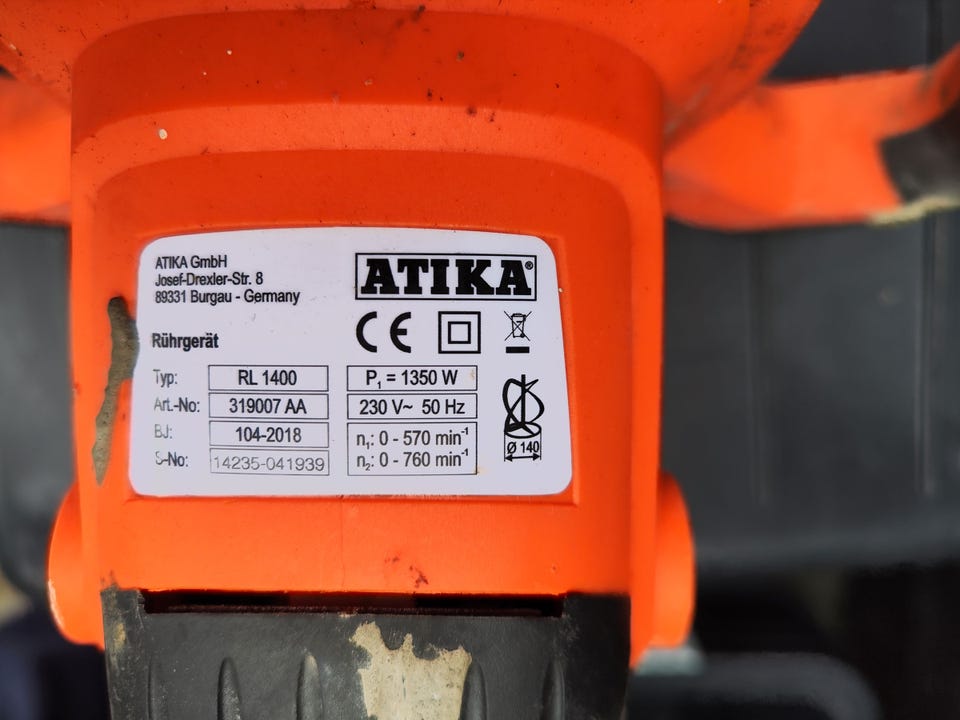 ATIKA GmbH
Josef-Drexler-Str. 8
89331 Burgau - Germany
ATIKA®
CE
Rührgerät
Typ: RL 1400
Art.-No: 319007 AA
BJ: 104-2018
S-No: 14235-041939
P₁ = 1350 W
230 V~ 50 Hz
n₁: 0 - 570 min⁻¹
n₂: 0 - 760 min⁻¹
Ø 140